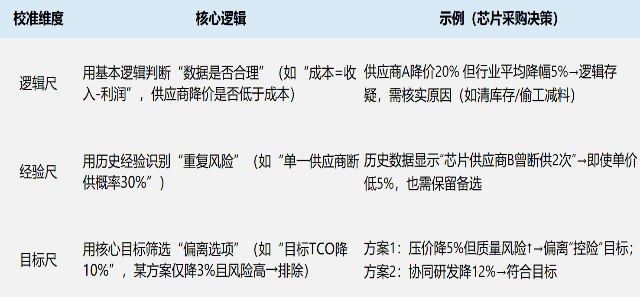 校准维度 核心逻辑 示例（芯片采购决策）
逻辑尺
用基本逻辑判断“数据是否合理”（如“成本=收
入-利润”，供应商降价是否低于成本）
供应商A降价20% 但行业平均降幅5%→逻辑存
疑，需核实原因（如清库存/偷工减料）
经验尺
用历史经验识别“重复风险”（如“单一供应商断
供概率30%”）
历史数据显示“芯片供应商B曾断供2次”→即使单价
低5%，也需保留备选
目标尺
用核心目标筛选“偏离选项”（如“目标TCO降
10%”，某方案仅降3%且风险高→排除）
方案1：压价降5%但质量风险↑→偏离“控险”目标；
方案2：协同研发降12%→符合目标